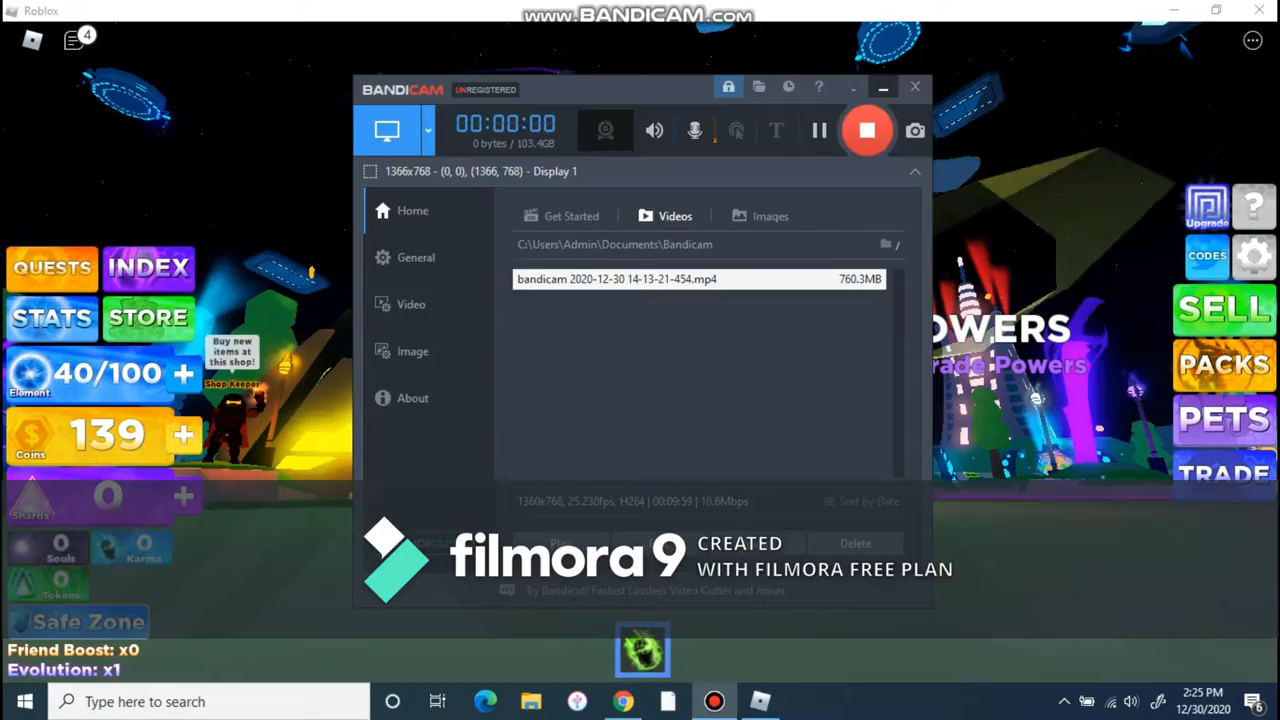 Roblox
www.BANDICAM.com
4
BANDICAM UNREGISTERED
00:00:00
0 bytes / 103.4GB
1366x768 - (0, 0), (1366, 768) - Display 1
Home
General
Video
Image
About
Get Started
Videos
Images
C:\Users\Admin\Documents\Bandicam
bandicam 2020-12-30 14-13-21-454.mp4 760.3MB
1360x768, 25.230fps, H264 | 00:09:59 | 10.6Mbps
Sort by Date
Delete
Try Bandicut! Fastest Lossless Video Cutter and Joiner
QUESTS
INDEX
STATS
STORE
40/100
Element
139
Coins
0
Shards
0
Souls
Karma
0
Tokens
Safe Zone
Friend Boost: x0
Evolution: x1
Buy new
items at
this shop!
Shop Keeper
OWERS
rade Powers
Upgrade
?
CODES
SELL
PACKS
PETS
TRADE
filmora9
CREATED
WITH FILMORA FREE PLAN
Type here to search
2:25 PM
12/30/2020
6